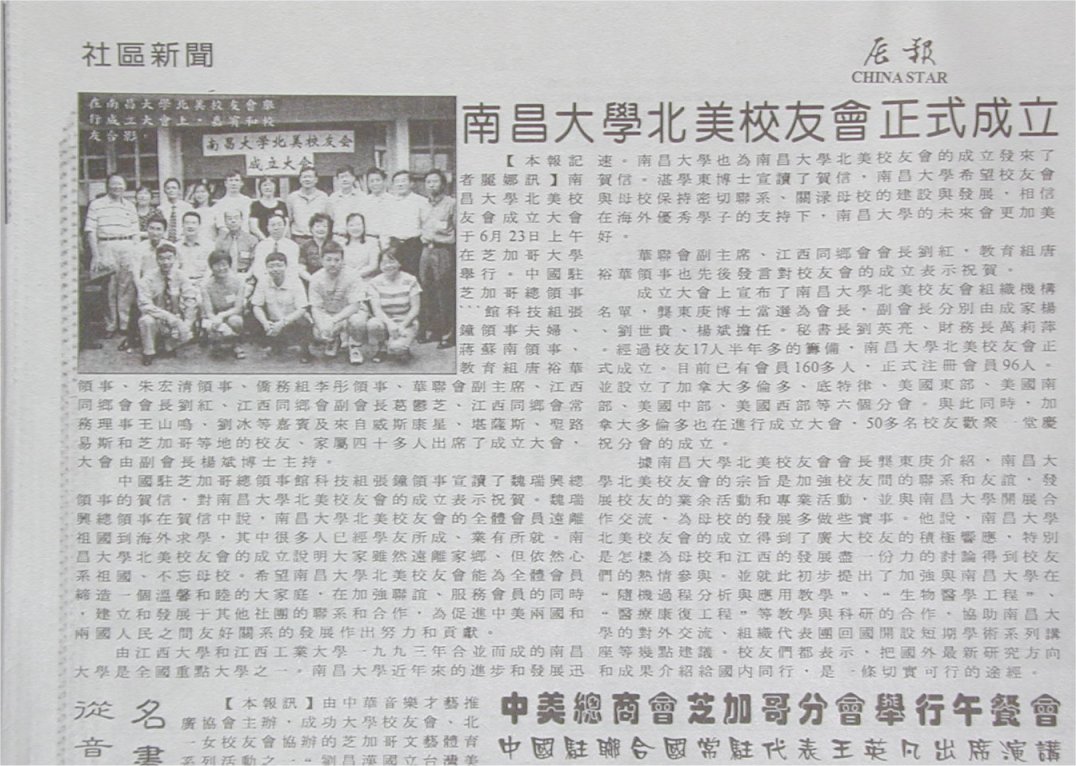 社區新聞
辰報
CHINA STAR
南昌大學北美校友會正式成立
在南昌大學北美校友會舉
行成立大會上，嘉賓和校
友合影。
南昌大學北美校友会
成立大会
【本報記
者麗娜訊】南
昌大學北美校
友會成立大會
于6月23日上午
在芝加哥大學
舉行。中國駐
芝加哥總領事
館科技組張
鐘領事夫婦、
蔣蘇南領事、
教育組唐裕華
領事、朱宏清領事、僑務組李彤領事、華聯會副主席、江西
同鄉會會長劉紅、江西同鄉會副會長葛鬱芝、江西同鄉會常
務理事王山鳴、劉冰等嘉賓及來自威斯康星、堪薩斯、聖路
易斯和芝加哥等地的校友、家屬四十多人出席了成立大會，
大會由副會長楊斌博士主持。
中國駐芝加哥總領事館科技組張鐘領事宣讀了魏瑞興總
領事的賀信，對南昌大學北美校友會的成立表示祝賀。魏瑞
興總領事在賀信中說，南昌大學北美校友會的全體會員遠離
祖國到海外求學，其中很多人已經學友所成、業有所就。南
昌大學北美校友會的成立說明大家雖然遠離家鄉、但依然心
系祖國、不忘母校。希望南昌大學北美校友會能為全體會員
締造一個溫馨和睦的大家庭，在加強聯誼、服務會員的同時
，建立和發展于其他社團的聯系和合作，為促進中美兩國和
兩國人民之間友好關系的發展作出努力和貢獻。
由江西大學和江西工業大學一九九三年合並而成的南昌
大學是全國重點大學之一。南昌大學近年來的進步和發展迅
速。南昌大學也為南昌大學北美校友會的成立發來了
賀信。湛學東博士宣讀了賀信，南昌大學希望校友會
與母校保持密切聯系、關淥母校的建設與發展，相信
在海外優秀學子的支持下，南昌大學的未來會更加美
好。
華聯會副主席、江西同鄉會會長劉紅，教育組唐
裕華領事也先後發言對校友會的成立表示祝賀。
成立大會上宣布了南昌大學北美校友會組織機構
名單，龔東庚博士當選為會長，副會長分別由成家楊
、劉世貴、楊斌擔任。秘書長劉英亮、財務長萬莉萍
。經過校友17人半年多的籌備，南昌大學北美校友會正
式成立。目前已有會員160多人，正式注冊會員96人。
並設立了加拿大多倫多、底特律、美國東部、美國南
部、美國中部、美國西部等六個分會。與此同時，加
拿大多倫多也在進行成立大會，50多名校友歡聚一堂慶
祝分會的成立。
據南昌大學北美校友會會長龔東庚介紹，南昌大
學北美校友會的宗旨是加強校友間的聯系和友誼，發
展校友的業余活動和專業活動，並與南昌大學開展合
作交流，為母校的發展多做些實事。他說，南昌大學
北美校友會的成立得到了廣大校友的積極響應，特別
是怎樣為母校和江西的發展盡一份力的討論得到校友
們的熱情參與。並就此初步提出了加強與南昌大學在
“隨機過程分析與應用教學”、“生物醫學工程”、
“醫療康復工程”等教學與科研的合作，協助南昌大
學的對外交流、組織代表團回國開設短期學術系列講
座等幾點建議。校友們都表示，把國外最新研究方向
和成果介紹給國內同行，是一條切實可行的途經。
名畫
從音
【本報訊】由中華音樂才藝推
廣協會主辦，成功大學校友會、北
一女校友會協辦的芝加哥文藝體育
系列活動之一“劉昌漢國立台灣美
中美總商會芝加哥分會舉行午餐會
中國駐聯合國常駐代表王英凡出席演講